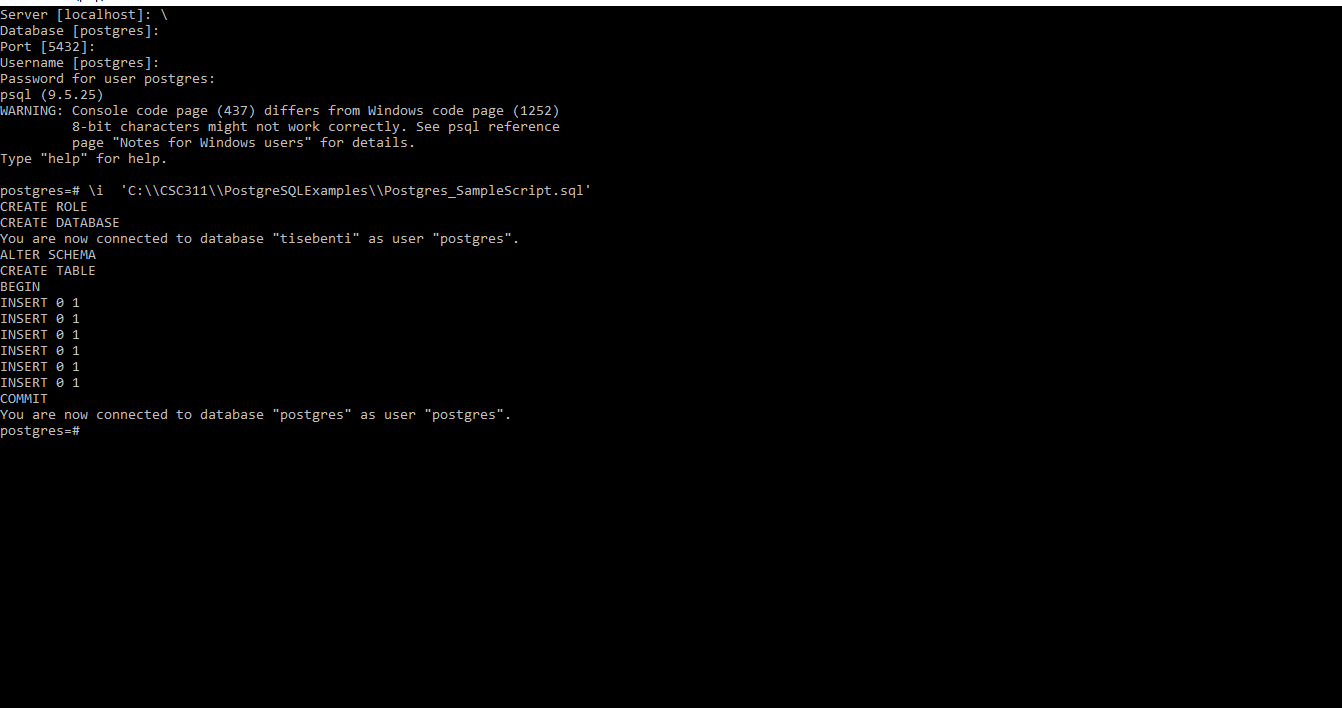 Server [localhost]: \
Database [postgres]:
Port [5432]:
Username [postgres]:
Password for user postgres:
psql (9.5.25)
WARNING: Console code page (437) differs from Windows code page (1252)
         8-bit characters might not work correctly. See psql reference
         page "Notes for Windows users" for details.
Type "help" for help.

postgres=# \i  'C:\\CSC311\\PostgreSQLExamples\\Postgres_SampleScript.sql'
CREATE ROLE
CREATE DATABASE
You are now connected to database "tisebenti" as user "postgres".
ALTER SCHEMA
CREATE TABLE
BEGIN
INSERT 0 1
INSERT 0 1
INSERT 0 1
INSERT 0 1
INSERT 0 1
INSERT 0 1
COMMIT
You are now connected to database "postgres" as user "postgres".
postgres=#